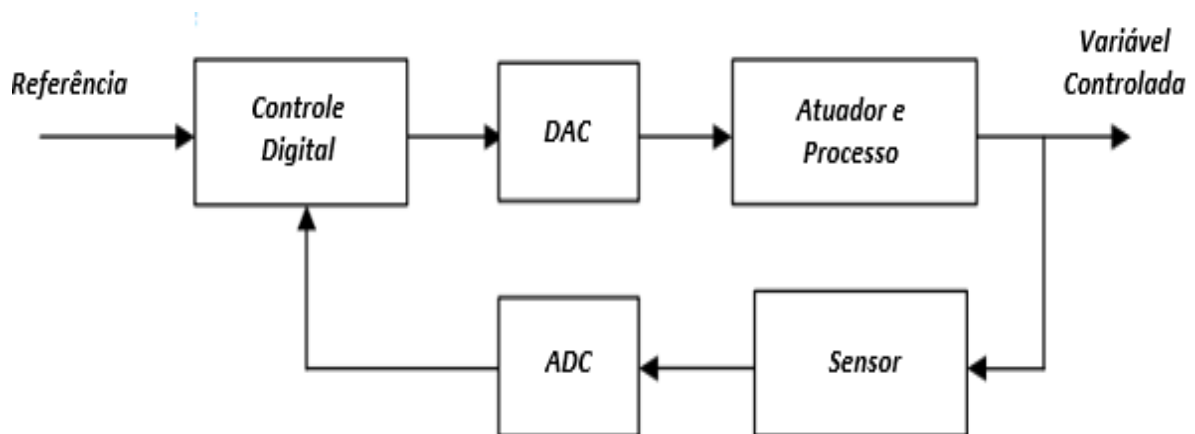 Referência
Controle
Digital
DAC
Atuador e
Processo
Variável
Controlada
ADC
Sensor